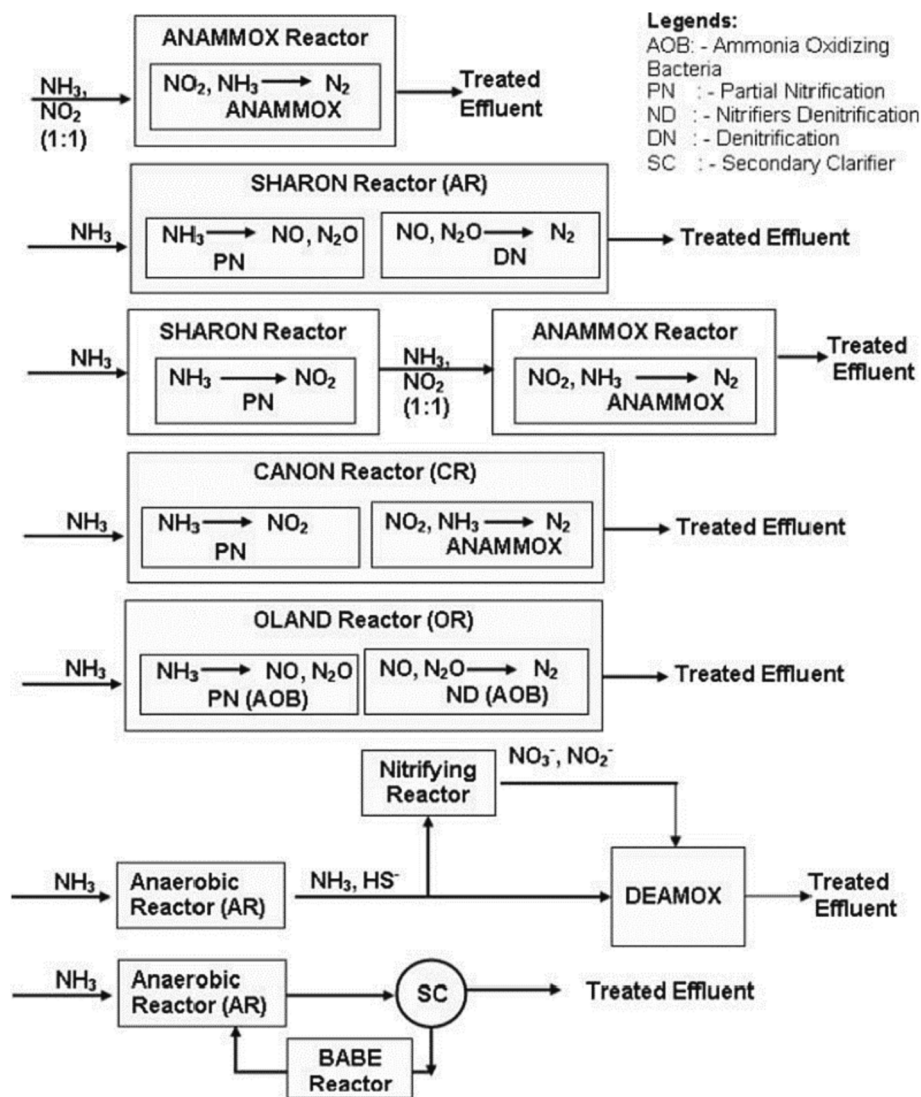 ANAMMOX Reactor
NH₃,
NO₂
(1:1)
NO₂, NH₃ → N₂
ANAMMOX
Treated
Effluent
Legends:
AOB: - Ammonia Oxidizing
Bacteria
PN : - Partial Nitrification
ND : - Nitrifiers Denitrification
DN : - Denitrification
SC : - Secondary Clarifier
SHARON Reactor (AR)
NH₃
NH₃ → NO, N₂O
PN
NO, N₂O → N₂
DN
Treated Effluent
SHARON Reactor
NH₃
NH₃ → NO₂
PN
NH₃,
NO₂
(1:1)
ANAMMOX Reactor
NO₂, NH₃ → N₂
ANAMMOX
Treated
Effluent
CANON Reactor (CR)
NH₃
NH₃ → NO₂
PN
NO₂, NH₃ → N₂
ANAMMOX
Treated Effluent
OLAND Reactor (OR)
NH₃
NH₃ → NO, N₂O
PN (AOB)
NO, N₂O → N₂
ND (AOB)
Treated Effluent
Nitrifying
Reactor
NO₃⁻, NO₂⁻
NH₃
Anaerobic
Reactor (AR)
NH₃, HS⁻
DEAMOX
Treated
Effluent
NH₃
Anaerobic
Reactor (AR)
SC
Treated Effluent
BABE
Reactor